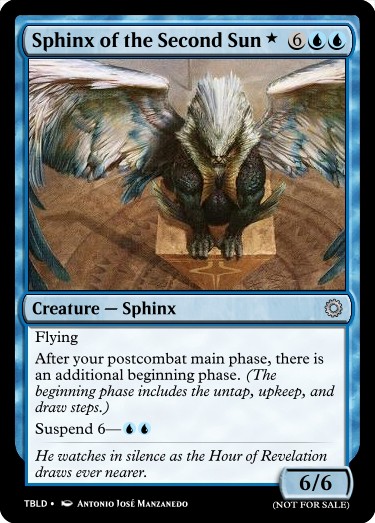 Sphinx of the Second Sun ★ 6UU
Creature — Sphinx
Flying
After your postcombat main phase, there is
an additional beginning phase. (The
beginning phase includes the untap, upkeep, and
draw steps.)
Suspend 6—UU
He watches in silence as the Hour of Revelation
draws ever nearer.
6/6
TBLD • Antonio José Manzanedo
(NOT FOR SALE)